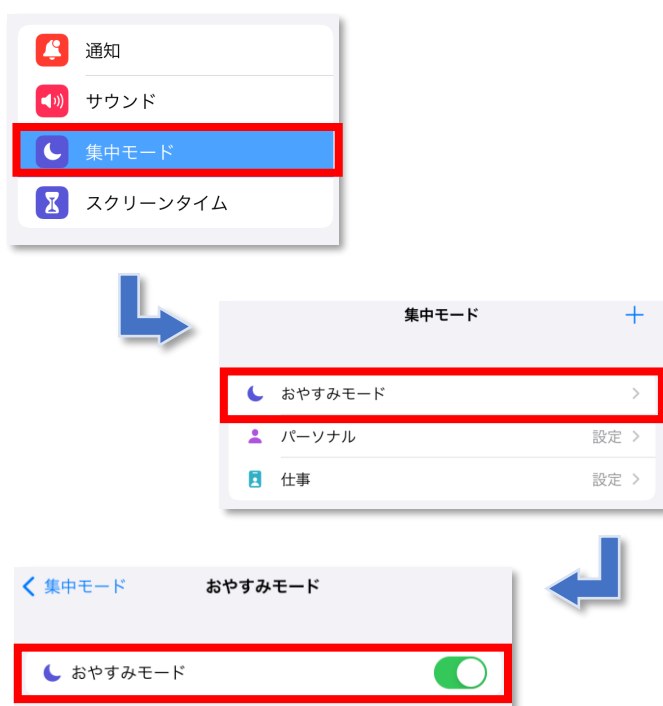 通知
サウンド
集中モード
スクリーンタイム
集中モード
おやすみモード
パーソナル 設定
仕事 設定
集中モード おやすみモード
おやすみモード